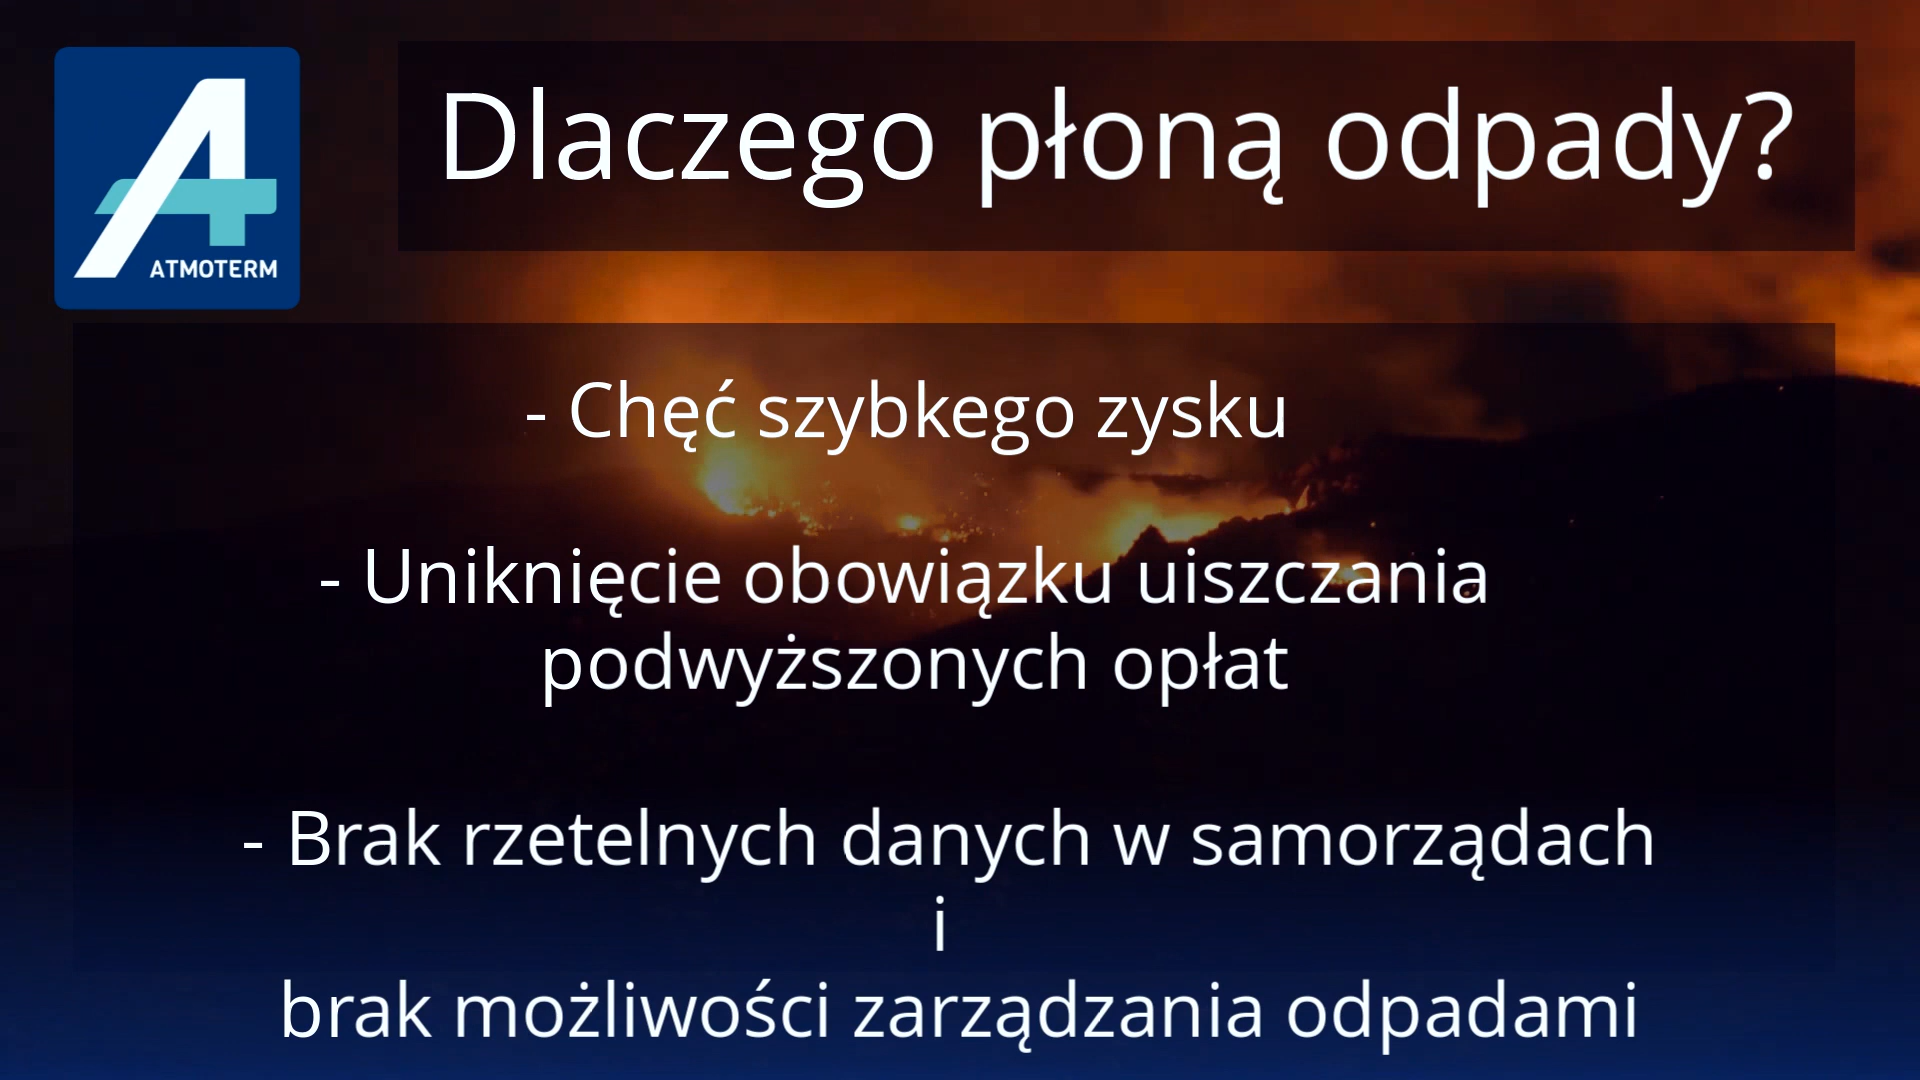 ATMOTERM
Dlaczego płoną odpady?
- Chęć szybkego zysku
- Uniknięcie obowiązku uiszczania
podwyższonych opłat
- Brak rzetelnych danych w samorządach
i
brak możliwości zarządzania odpadami